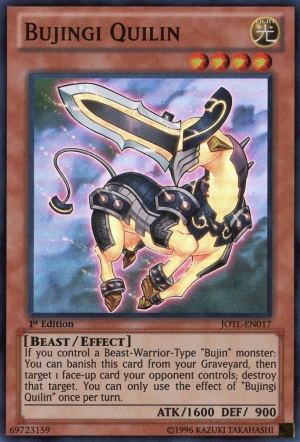 Bujingi Quilin
LIGHT
光
1st Edition
JOTL-EN017
[Beast/Effect]
If you control a Beast-Warrior-Type "Bujin" monster:
You can banish this card from your Graveyard, then
target 1 face-up card your opponent controls; destroy
that target. You can only use the effect of "Bujingi
Quilin" once per turn.
ATK/1600 DEF/ 900
69723159
©1996 KAZUKI TAKAHASHI